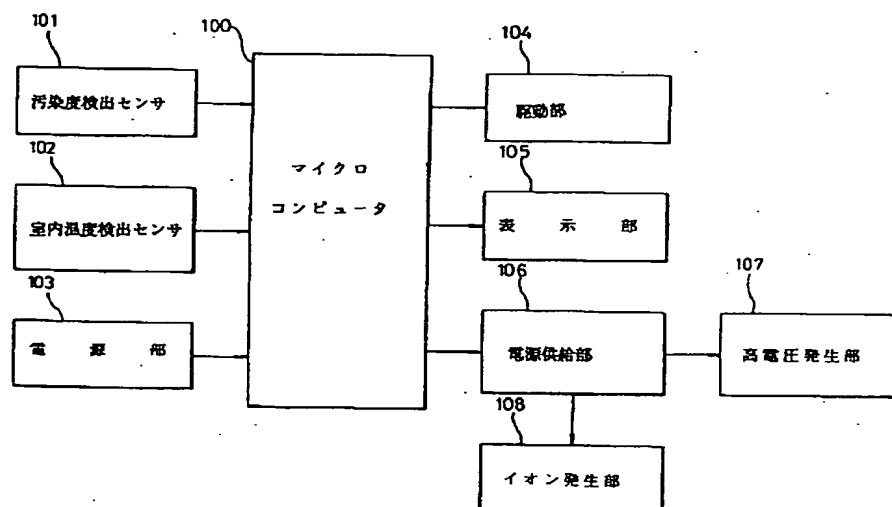 101
汚染度検出センサ
102
室内温度検出センサ
103
電源部
100
マイクロ
コンピュータ
104
駆動部
105
表示部
106
電源供給部
107
高電圧発生部
108
イオン発生部